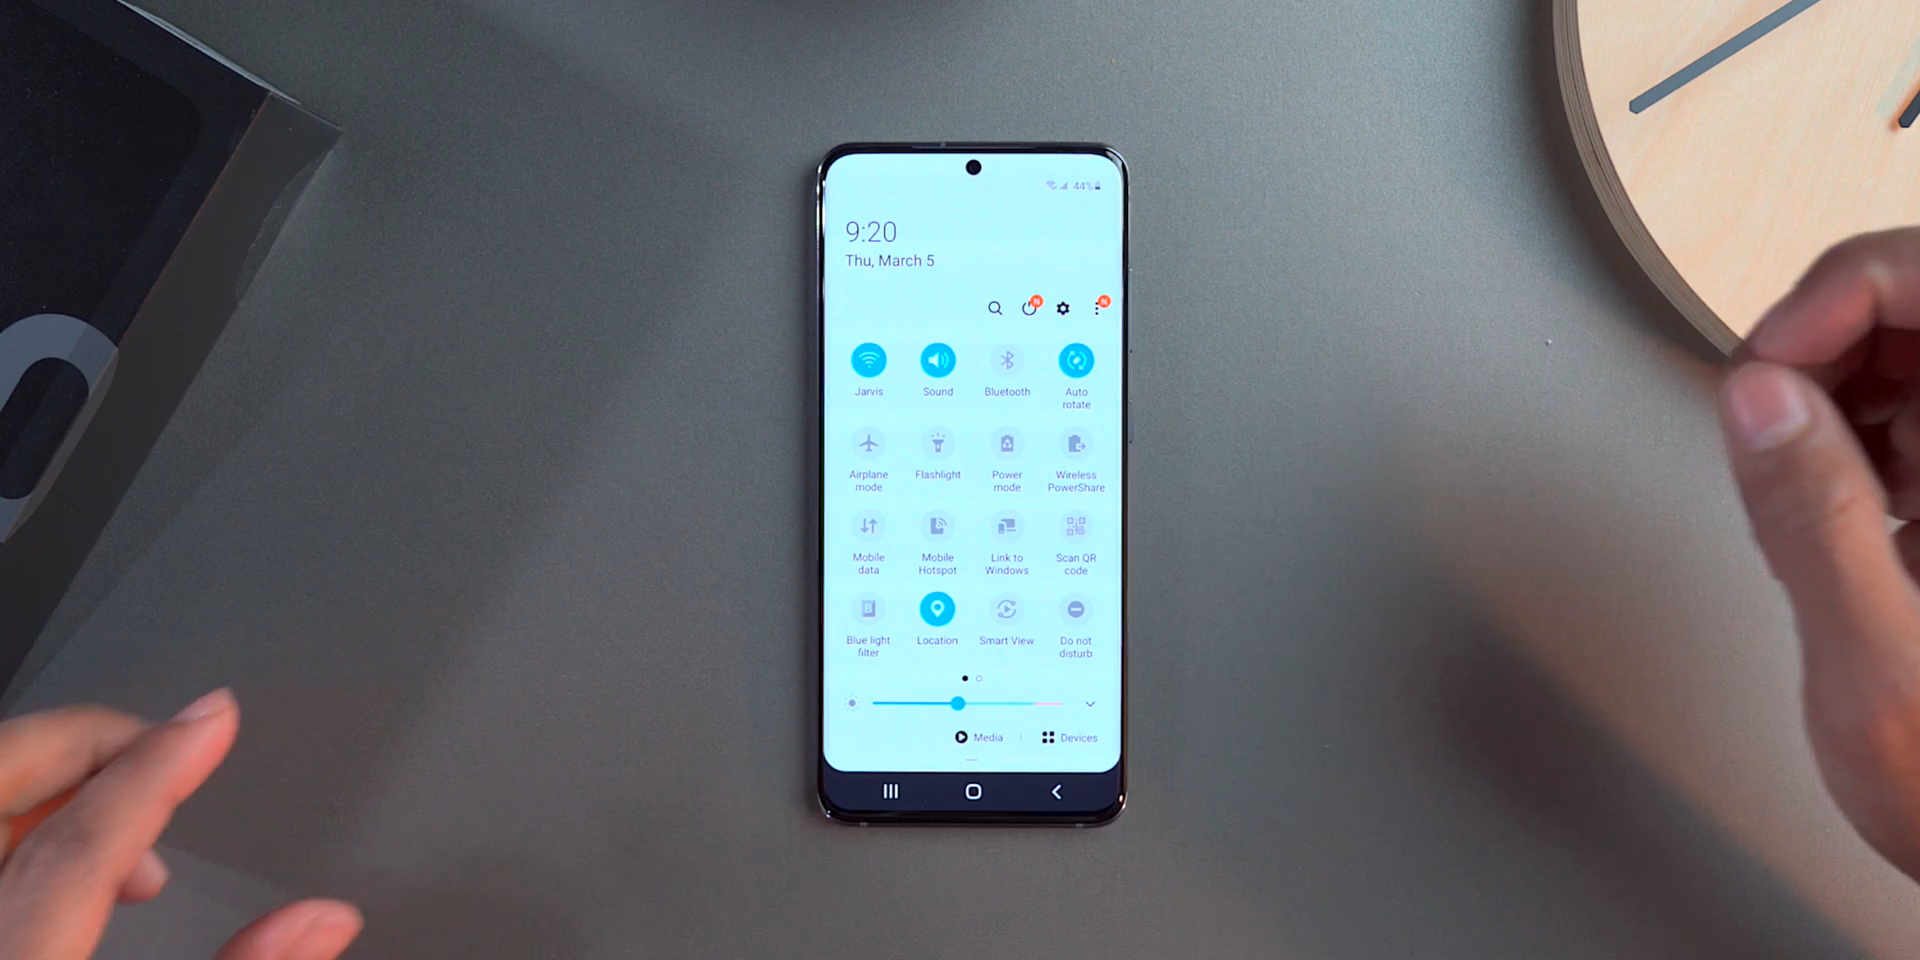 44%
9:20
Thu, March 5
N
N
Jarvis
Sound
Bluetooth
Auto
rotate
Airplane
mode
Flashlight
Power
mode
Wireless
PowerShare
Mobile
data
Mobile
Hotspot
Link to
Windows
Scan QR
code
Blue light
filter
Location
Smart View
Do not
disturb
Media
Devices